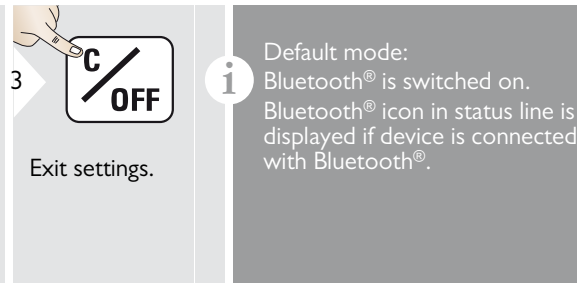 3
C
OFF
Exit settings.
i
Default mode:
Bluetooth® is switched on.
Bluetooth® icon in status line is
displayed if device is connected
with Bluetooth®.